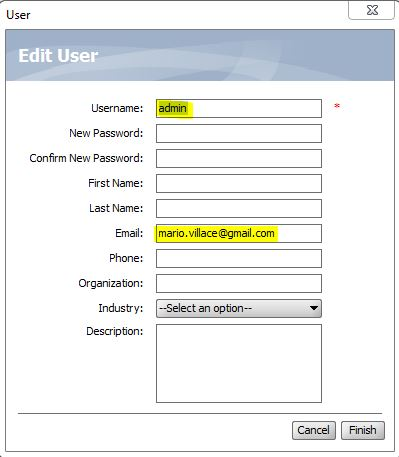 User
Edit User
Username: admin *
New Password:
Confirm New Password:
First Name:
Last Name:
Email: mario.villace@gmail.com
Phone:
Organization:
Industry: --Select an option--
Description:
Cancel Finish